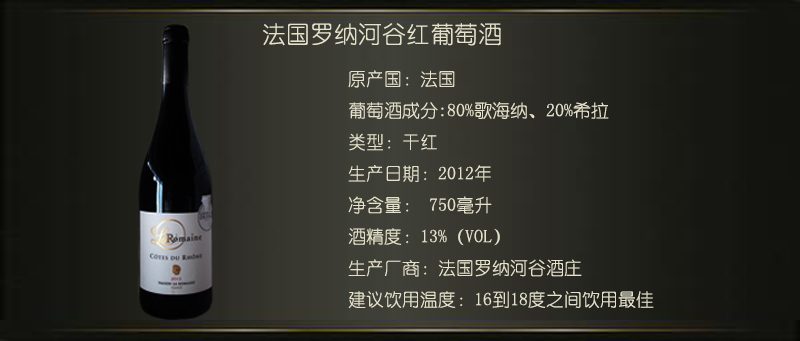 法国罗纳河谷红葡萄酒
原产国：法国
葡萄酒成分:80%歌海纳、20%希拉
类型：干红
生产日期：2012年
净含量： 750毫升
酒精度：13%（VOL）
生产厂商：法国罗纳河谷酒庄
建议饮用温度：16到18度之间饮用最佳
Romaine
CÔTES DU RHÔNE
2012